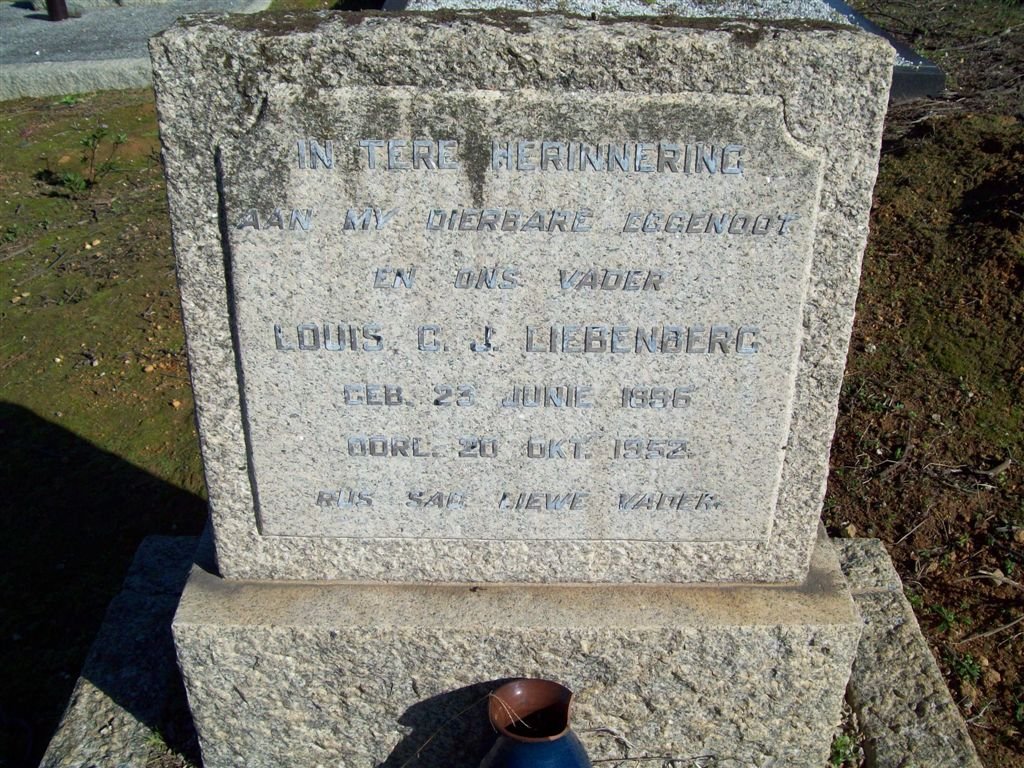 IN TERE HERINNERING
AAN MY DIERBARE EGGENOOT
EN ONS VADER
LOUIS C. J. LIEBENBERG
GEB. 23 JUNIE 1896
OORL. 20 OKT. 1952.
RUS SAG LIEWE VADER.